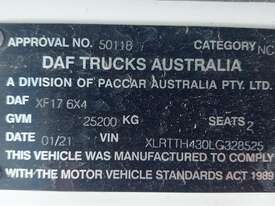 APPROVAL NO. 50118 CATEGORY NC
DAF TRUCKS AUSTRALIA
A DIVISION OF PACCAR AUSTRALIA PTY. LTD.
DAF XF17 6X4
GVM 25200 KG SEATS 2
DATE 01/21 VIN XLRTTH430LG328525
THIS VEHICLE WAS MANUFACTURED TO COMPLY
WITH THE MOTOR VEHICLE STANDARDS ACT 1989